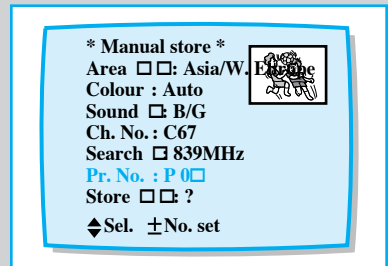 * Manual store *
Area □ □: Asia/W. Europe
Colour : Auto
Sound □: B/G
Ch. No. : C67
Search □: 839MHz
Pr. No. : P 0□
Store □ □: ?
Sel. ±No. set